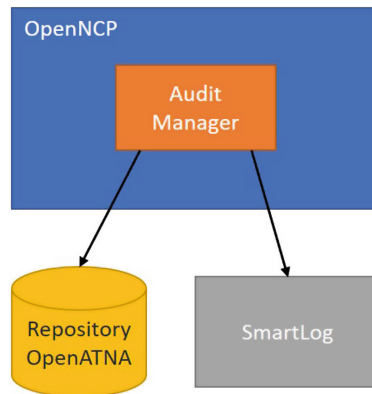 OpenNCP
Audit
Manager
Repository
OpenATNA
SmartLog